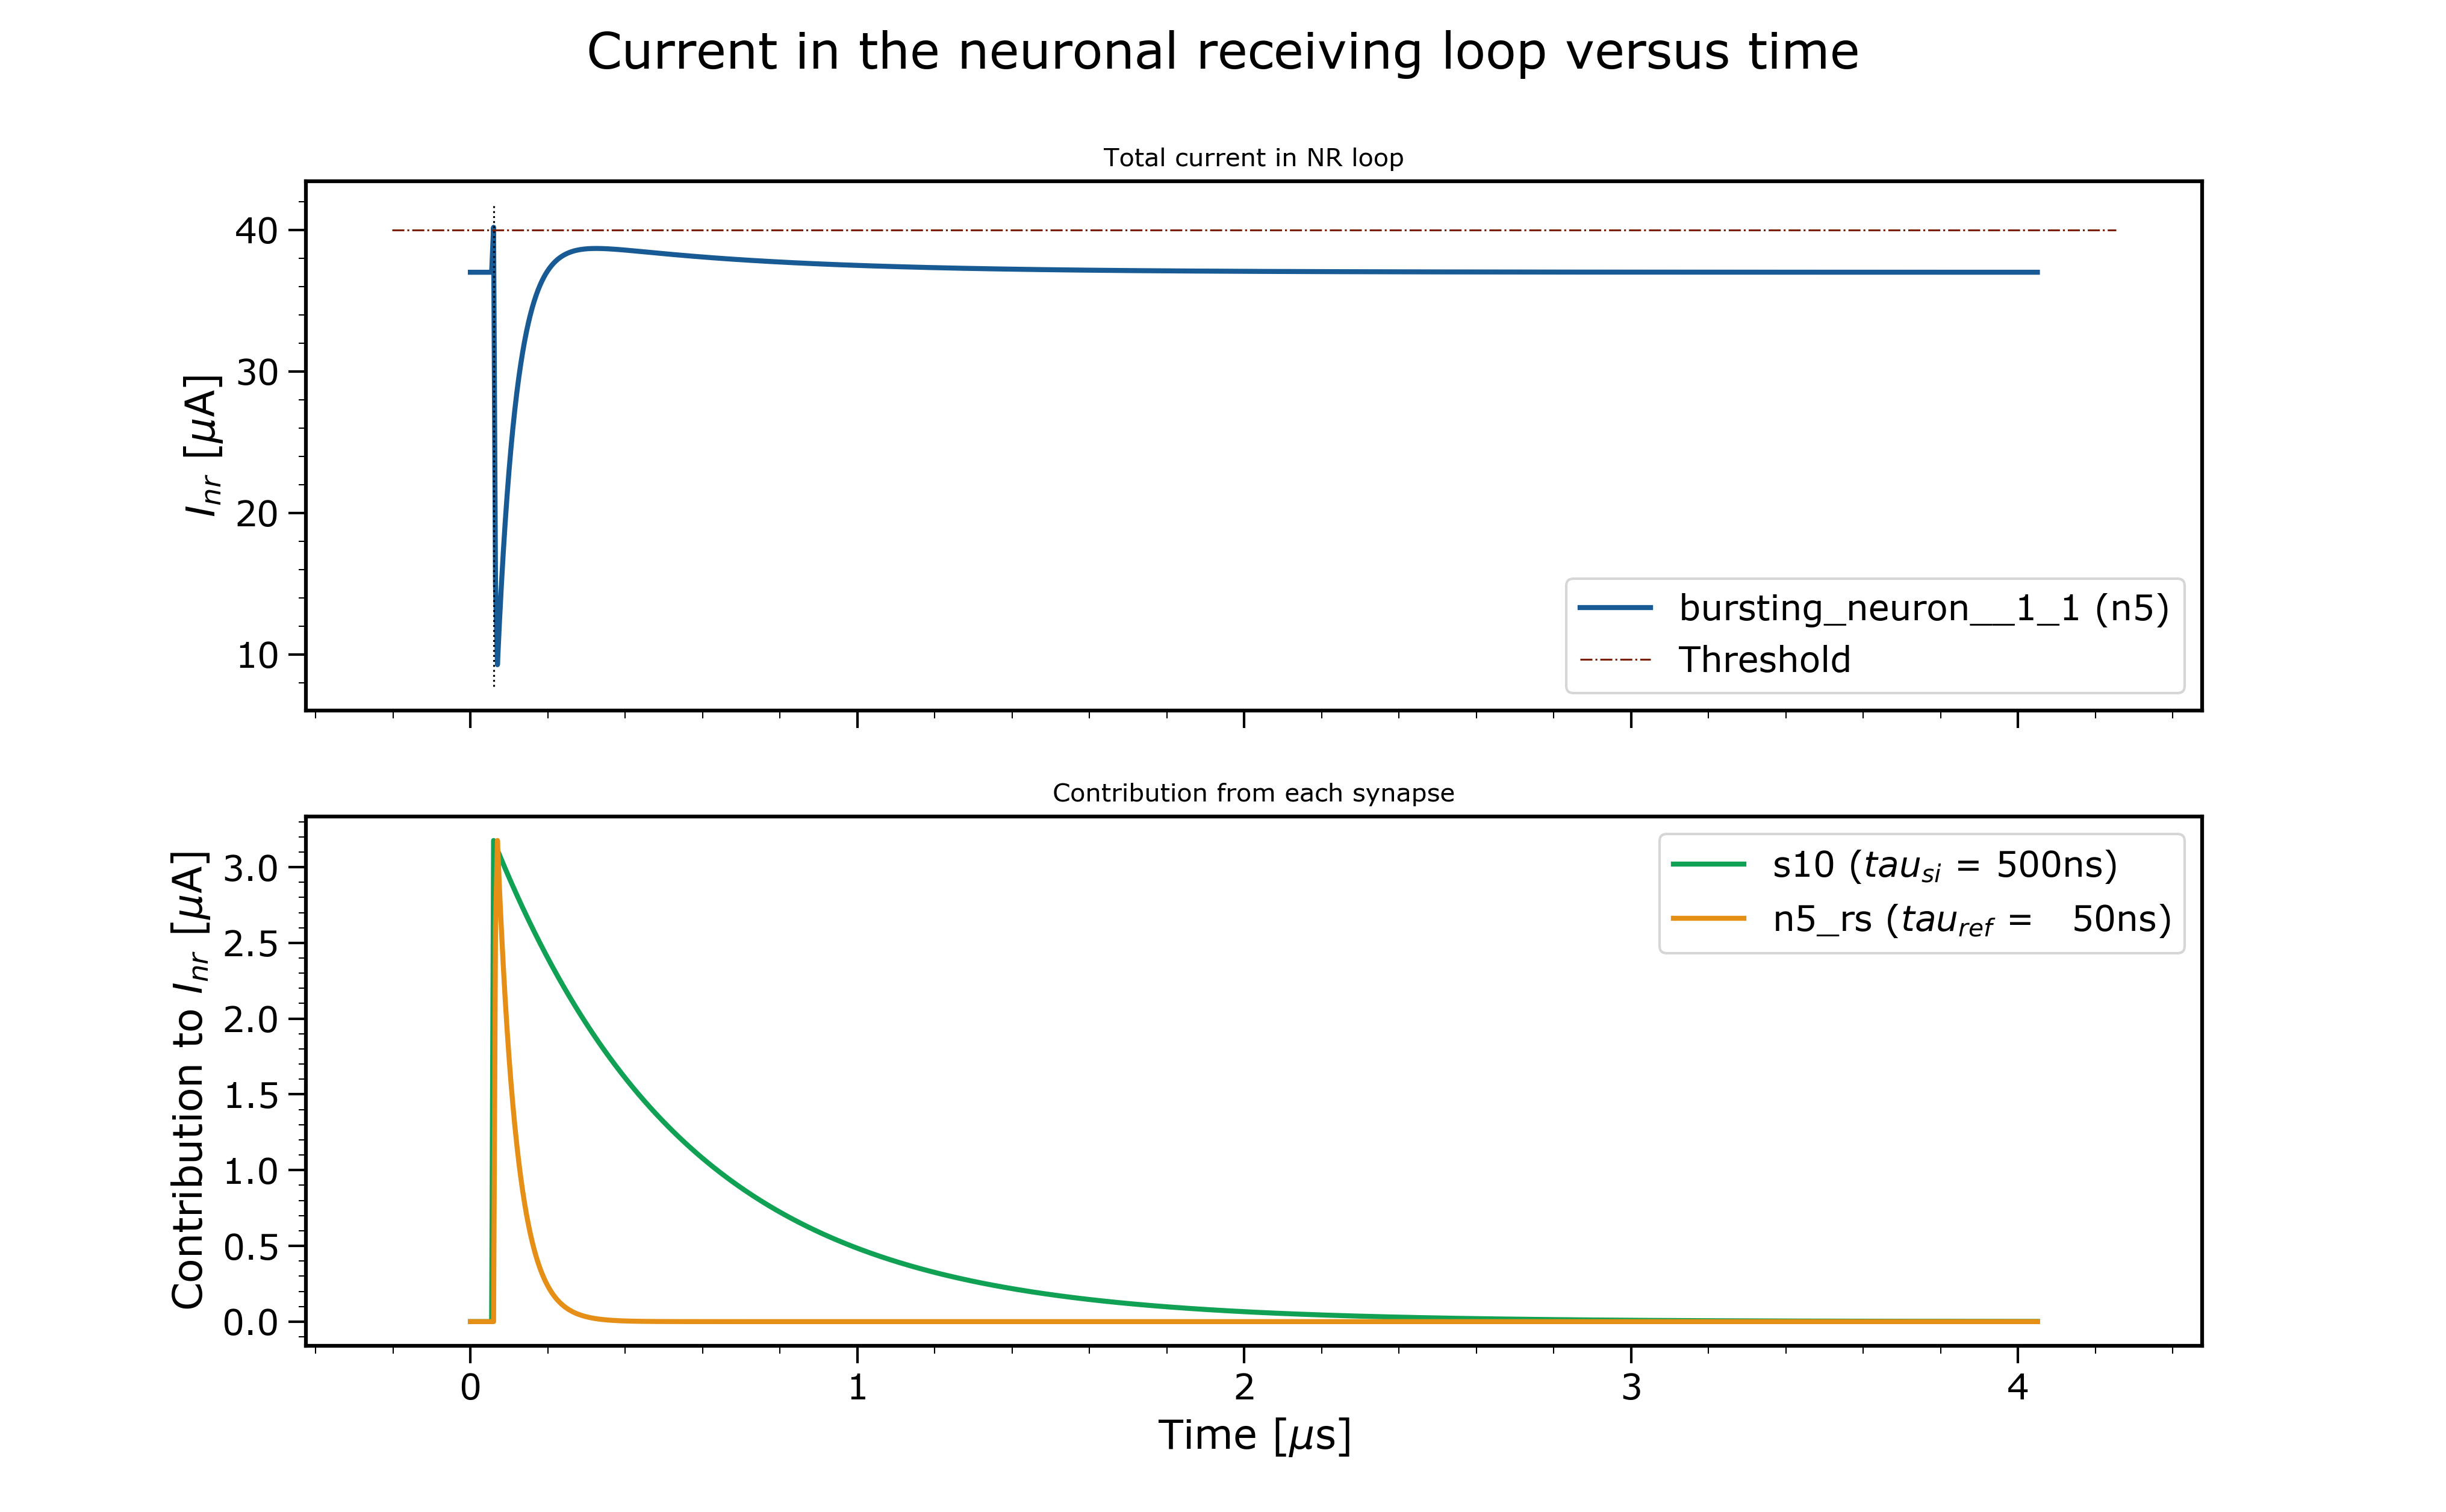 Current in the neuronal receiving loop versus time
Total current in NR loop
40
30
20
10
I_nr [μA]
bursting_neuron__1_1 (n5)
Threshold
Contribution from each synapse
3.0
2.5
2.0
1.5
1.0
0.5
0.0
Contribution to I_nr [μA]
s10 (tau_si = 500ns)
n5_rs (tau_ref = 50ns)
0 1 2 3 4
Time [μs]